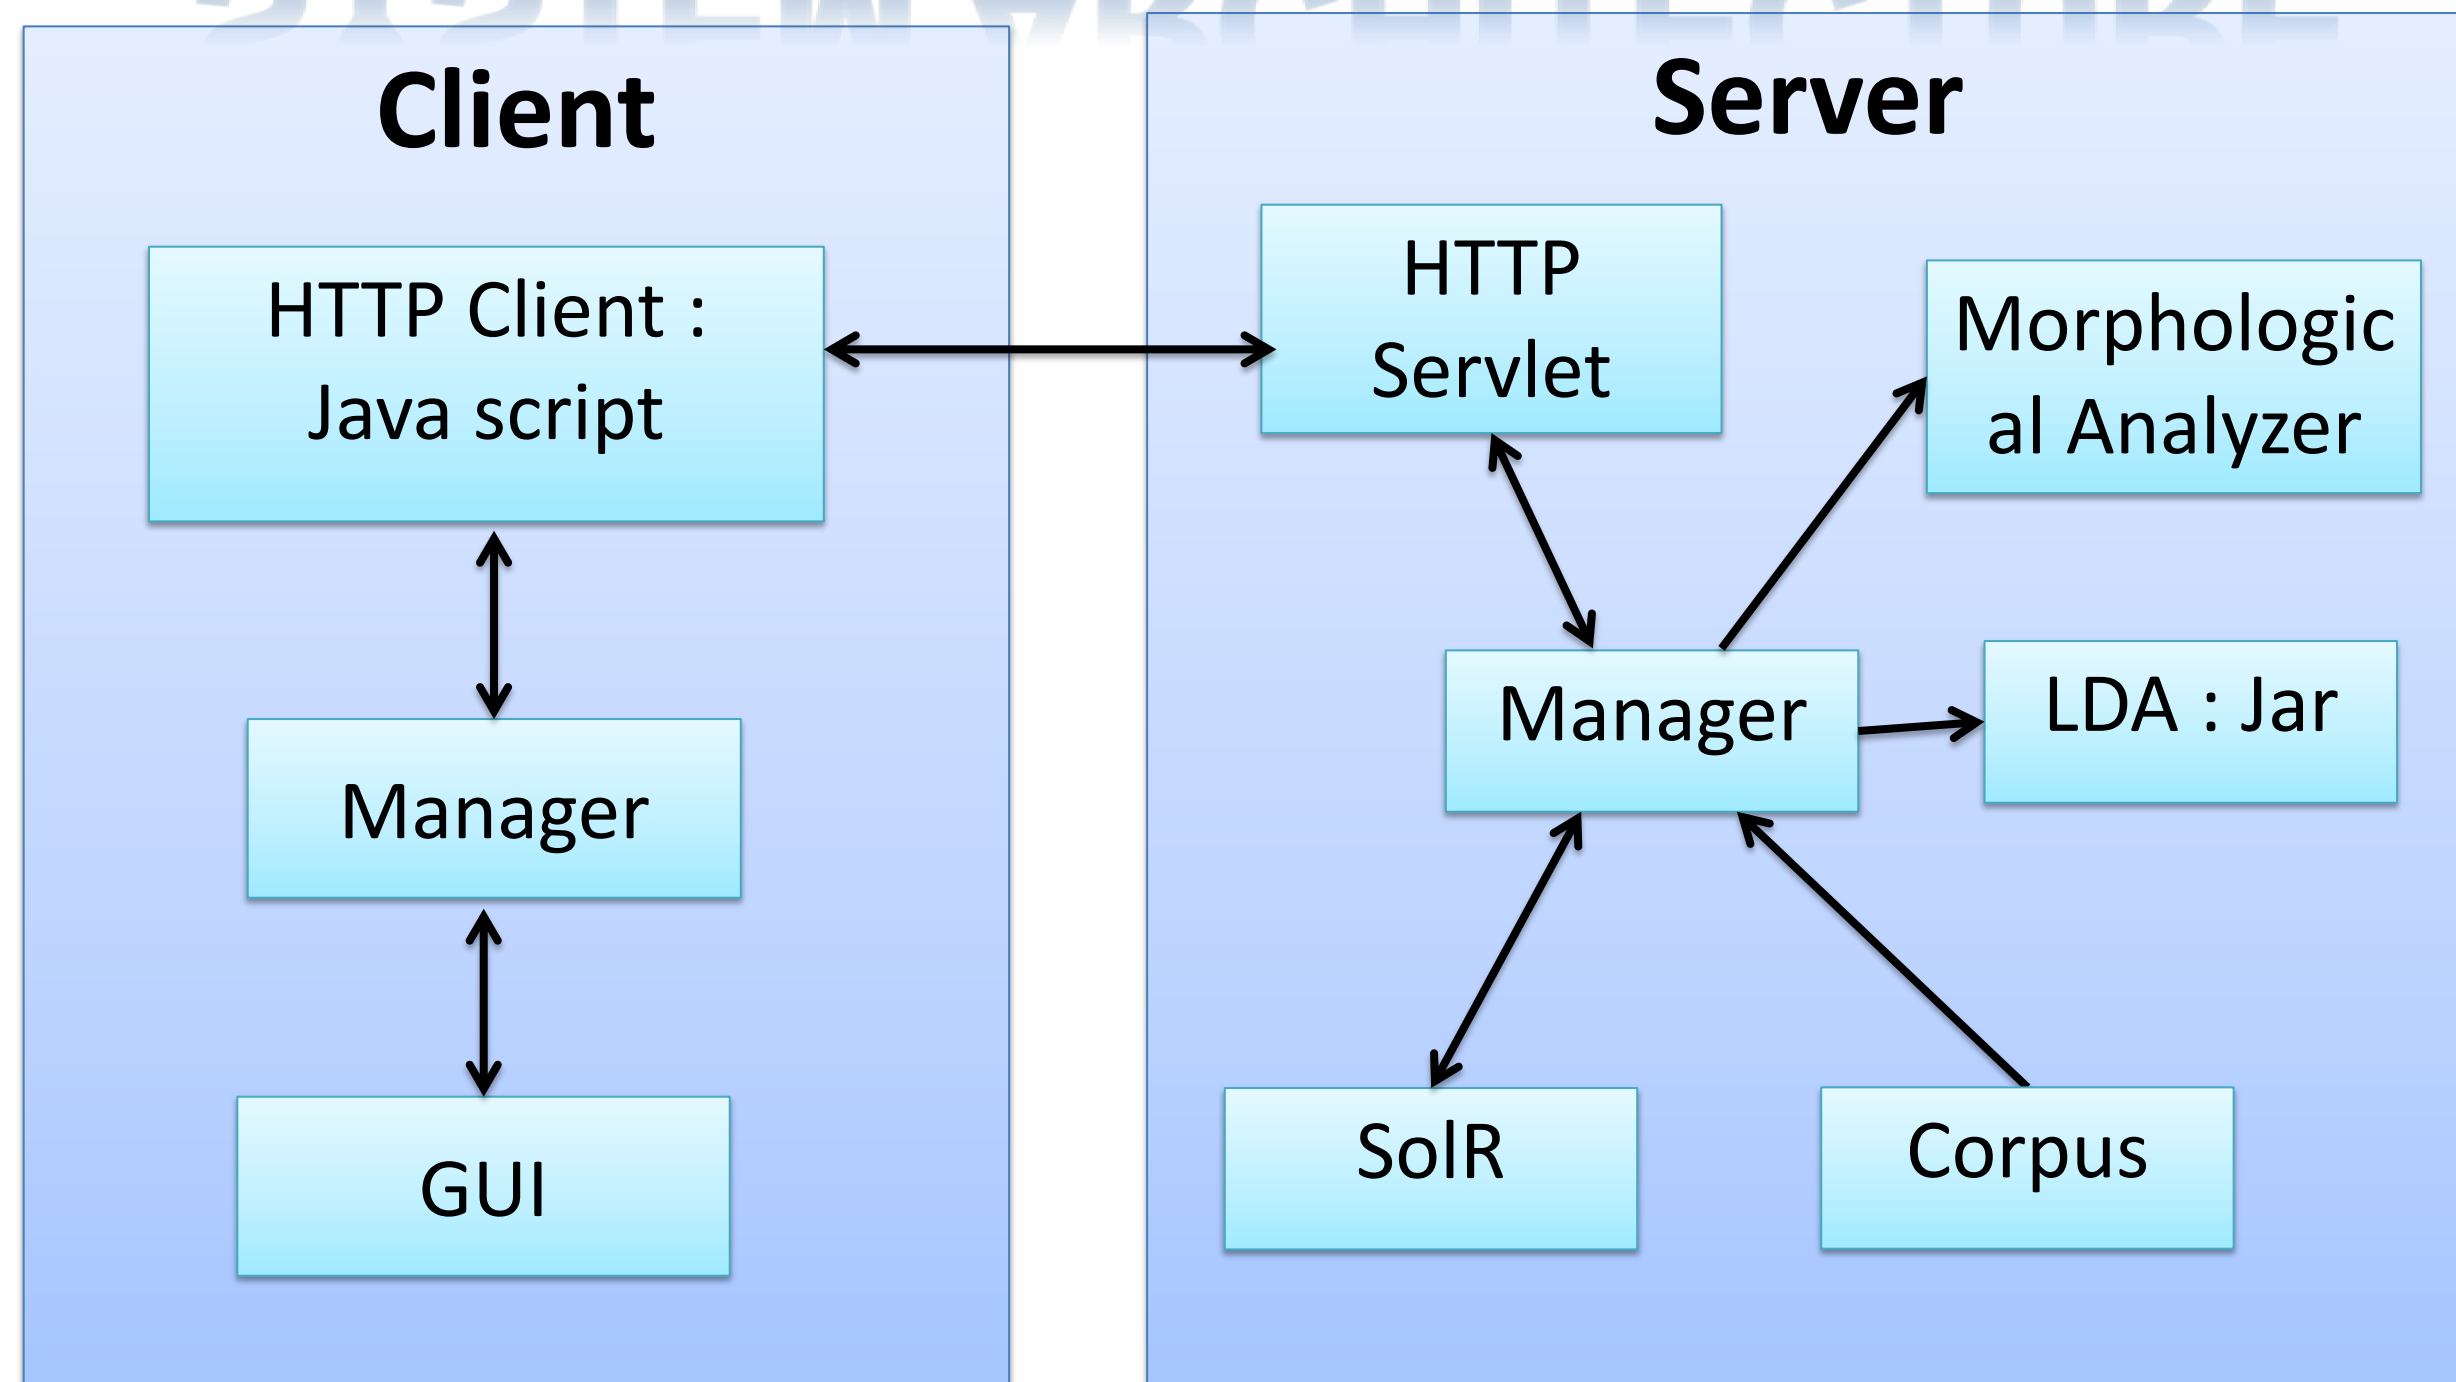 Client
HTTP Client :
Java script
Manager
GUI
Server
HTTP
Servlet
Morphologic
al Analyzer
Manager
LDA : Jar
SolR
Corpus